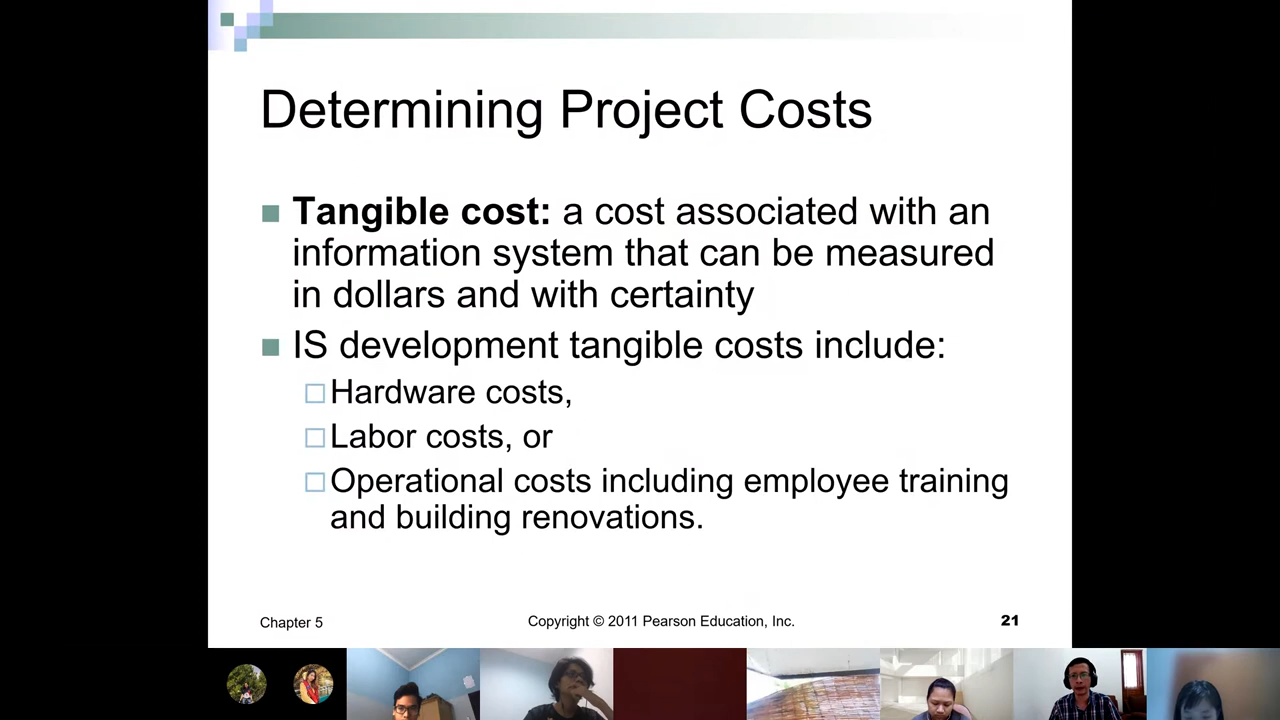 Determining Project Costs
Tangible cost: a cost associated with an
information system that can be measured
in dollars and with certainty
IS development tangible costs include:
Hardware costs,
Labor costs, or
Operational costs including employee training
and building renovations.
Chapter 5
Copyright © 2011 Pearson Education, Inc.
21